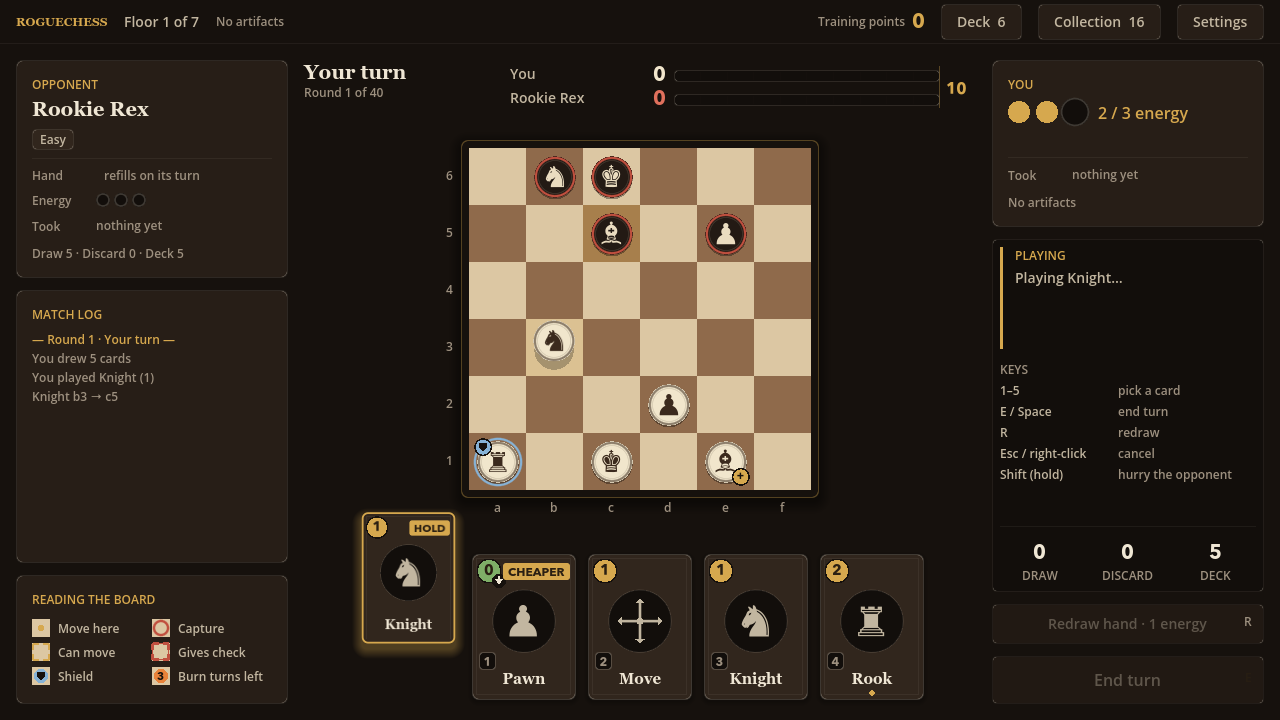 ROGUECHESS Floor 1 of 7 No artifacts Training points 0 Deck 6 Collection 16 Settings
OPPONENT
Rookie Rex
Easy
Hand refills on its turn
Energy
Took nothing yet
Draw 5 · Discard 0 · Deck 5
MATCH LOG
— Round 1 · Your turn —
You drew 5 cards
You played Knight (1)
Knight b3 → c5
READING THE BOARD
Move here Capture
Can move Gives check
Shield 3 Burn turns left
Your turn
Round 1 of 40
You 0
Rookie Rex 0
10
6
5
4
3
2
1
a b c d e f
+
1 HOLD
Knight
0 CHEAPER
1
Pawn
1
2
Move
1
3
Knight
2
4
Rook
YOU
2 / 3 energy
Took nothing yet
No artifacts
PLAYING
Playing Knight...
KEYS
1–5 pick a card
E / Space end turn
R redraw
Esc / right-click cancel
Shift (hold) hurry the opponent
0 0 5
DRAW DISCARD DECK
Redraw hand · 1 energy R
End turn